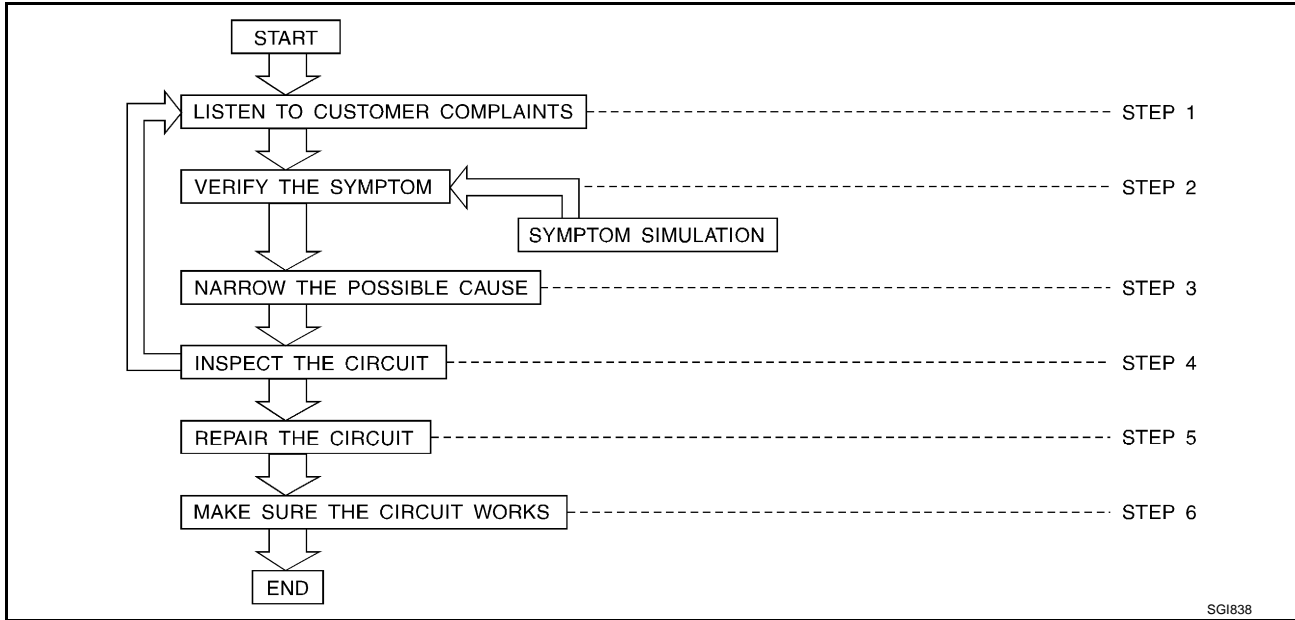 START
LISTEN TO CUSTOMER COMPLAINTS STEP 1
VERIFY THE SYMPTOM STEP 2
SYMPTOM SIMULATION
NARROW THE POSSIBLE CAUSE STEP 3
INSPECT THE CIRCUIT STEP 4
REPAIR THE CIRCUIT STEP 5
MAKE SURE THE CIRCUIT WORKS STEP 6
END
SGI838